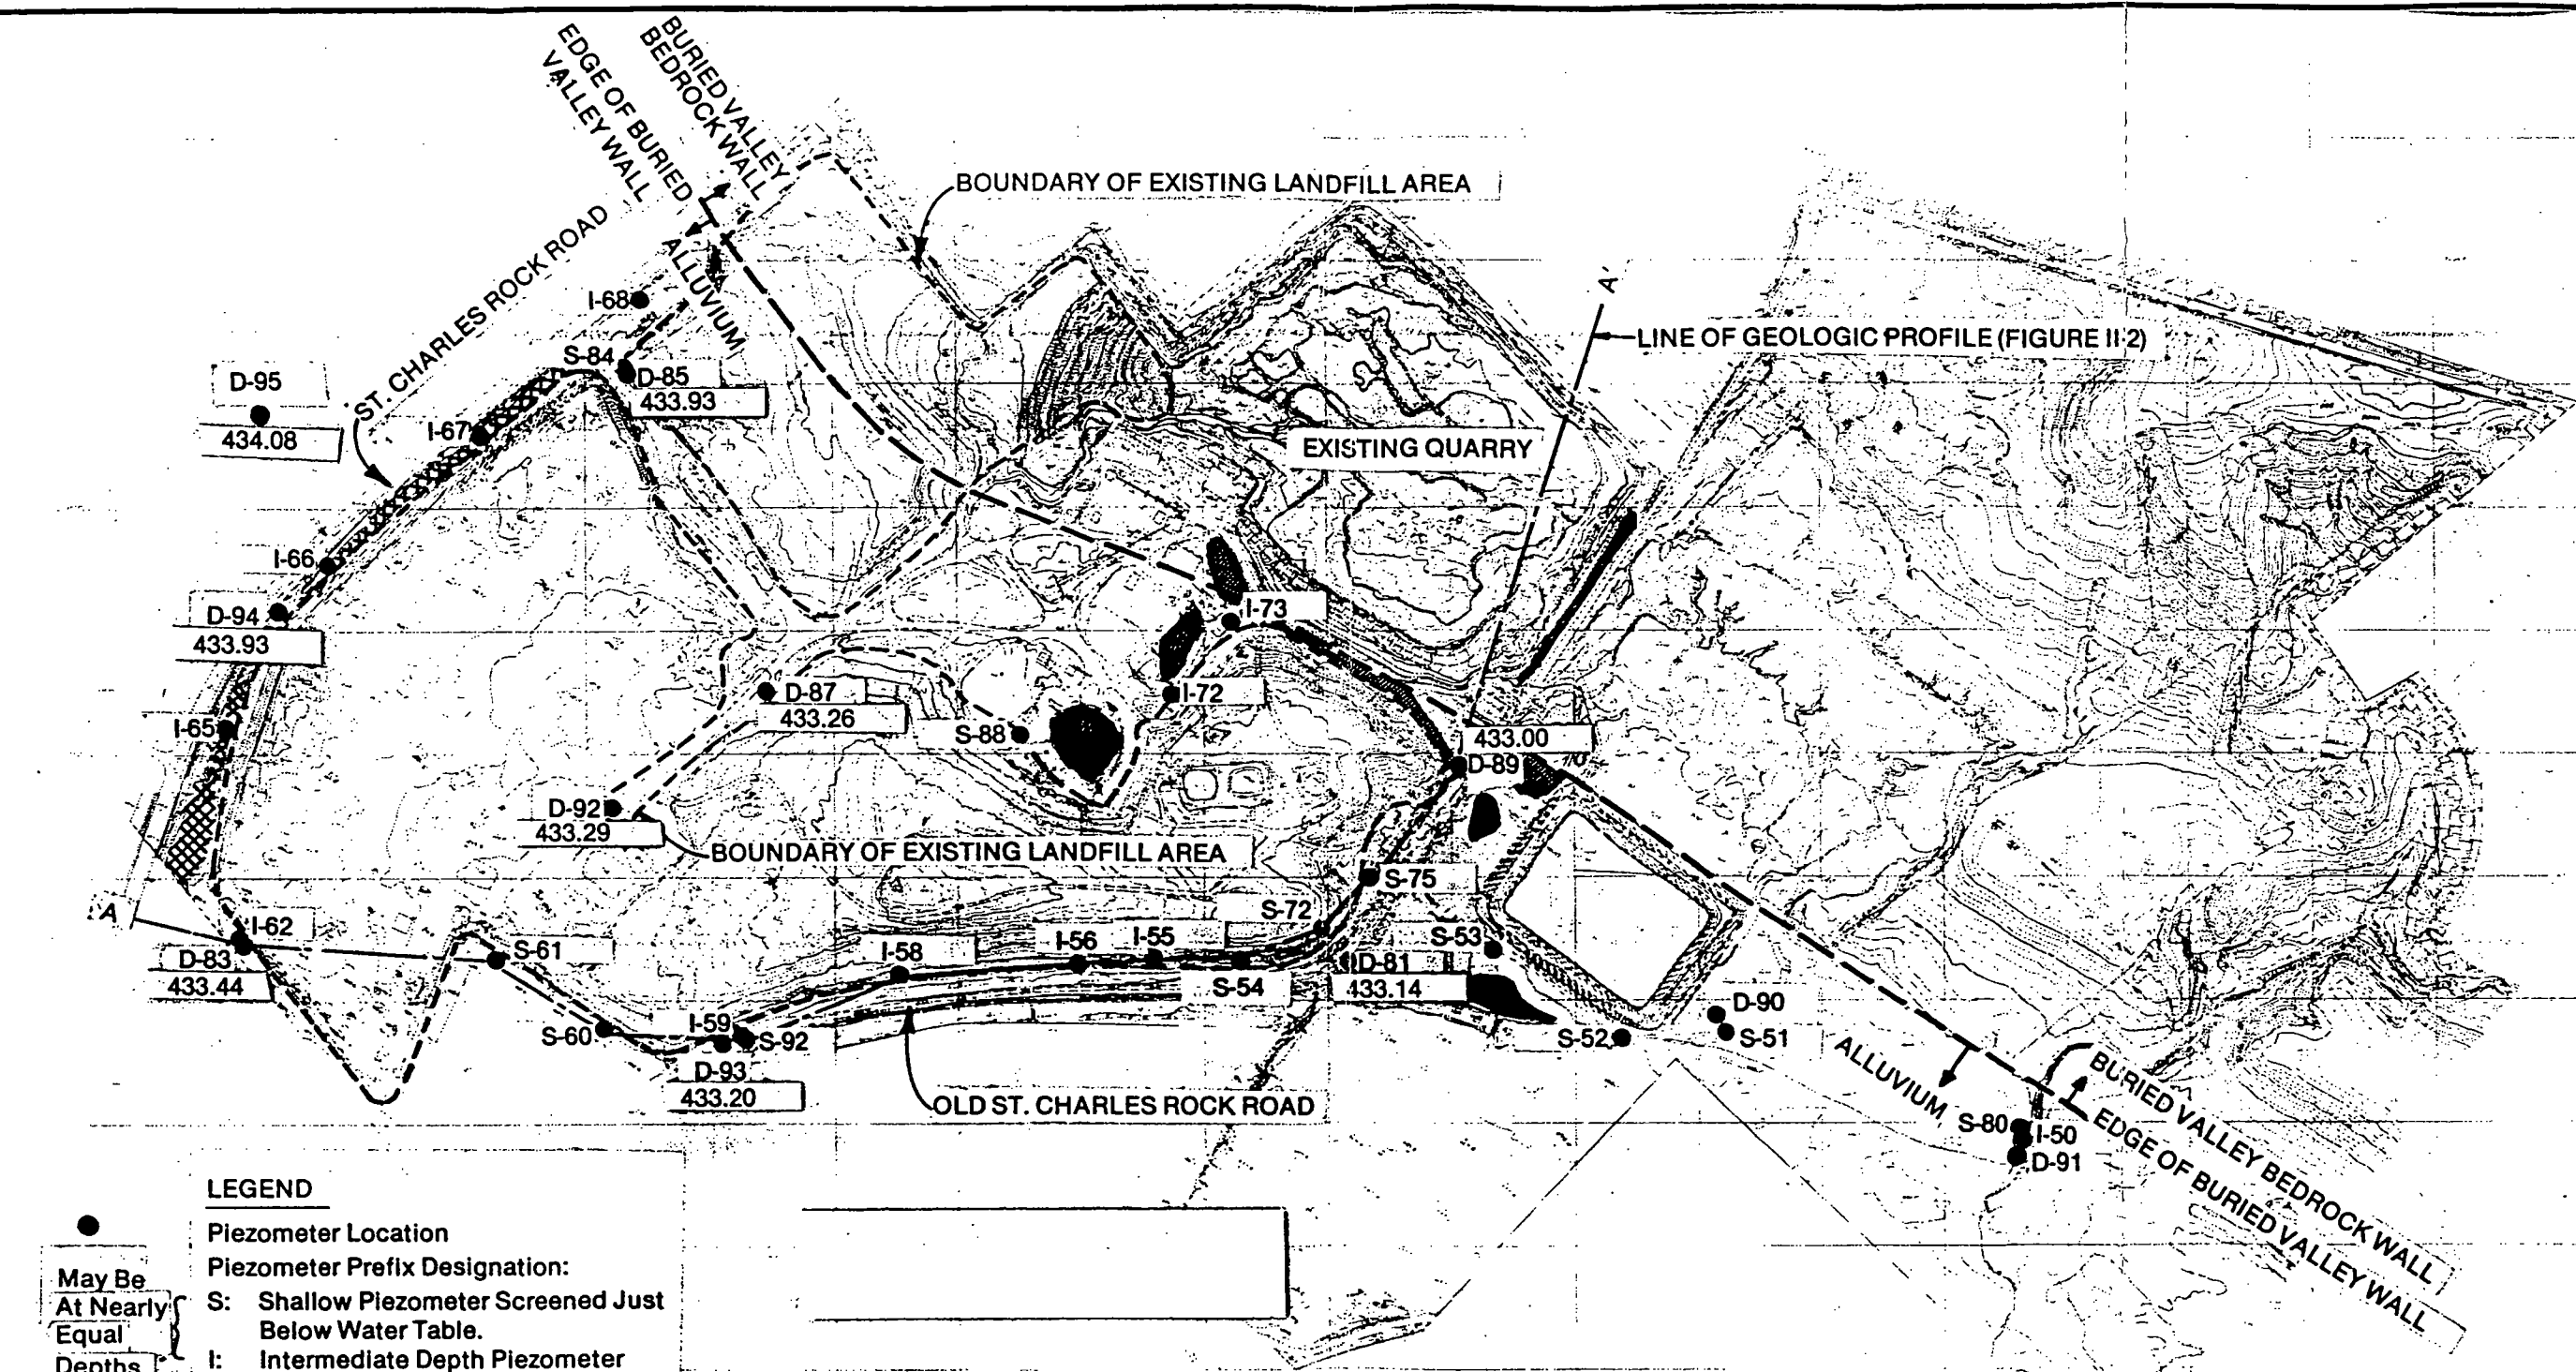 BURIED VALLEY
BEDROCK WALL
EDGE OF BURIED
VALLEY WALL
BOUNDARY OF EXISTING LANDFILL AREA
ST. CHARLES ROCK ROAD
ALLUVIUM
A'
LINE OF GEOLOGIC PROFILE (FIGURE II-2)
I-68
S-84
D-85
433.93
D-95
434.08
I-67
EXISTING QUARRY
I-66
D-94
433.93
I-73
I-65
D-87
433.26
I-72
S-88
433.00
D-89
D-92
433.29
BOUNDARY OF EXISTING LANDFILL AREA
S-75
A
I-62
D-83
433.44
S-61
I-58
I-56
I-55
S-72
S-54
D-81
433.14
S-53
S-60
I-59
S-92
D-93
433.20
OLD ST. CHARLES ROCK ROAD
S-52
D-90
S-51
ALLUVIUM
S-80
I-50
D-91
BURIED VALLEY BEDROCK WALL
EDGE OF BURIED VALLEY WALL
LEGEND
Piezometer Location
Piezometer Prefix Designation:
May Be
At Nearly
Equal
Depths
S: Shallow Piezometer Screened Just
Below Water Table.
I: Intermediate Depth Piezometer